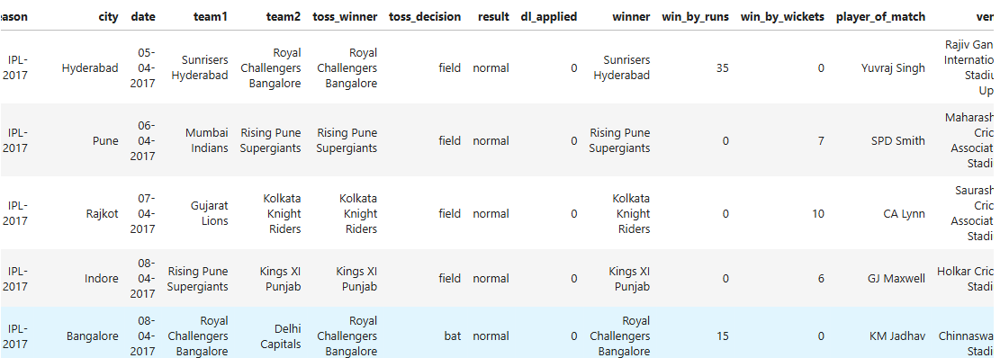 eason city date team1 team2 toss_winner toss_decision result dl_applied winner win_by_runs win_by_wickets player_of_match ven
IPL-
2017
Hyderabad
05-
04-
2017
Sunrisers
Hyderabad
Royal
Challengers
Bangalore
Royal
Challengers
Bangalore
field
normal
0
Sunrisers
Hyderabad
35
0
Yuvraj Singh
Rajiv Gan
Internatio
Stadiu
Up
IPL-
2017
Pune
06-
04-
2017
Mumbai
Indians
Rising Pune
Supergiants
Rising Pune
Supergiants
field
normal
0
Rising Pune
Supergiants
0
7
SPD Smith
Maharash
Cric
Associat
Stadi
IPL-
2017
Rajkot
07-
04-
2017
Gujarat
Lions
Kolkata
Knight
Riders
Kolkata
Knight
Riders
field
normal
0
Kolkata
Knight
Riders
0
10
CA Lynn
Saurash
Cric
Associat
Stadi
IPL-
2017
Indore
08-
04-
2017
Rising Pune
Supergiants
Kings XI
Punjab
Kings XI
Punjab
field
normal
0
Kings XI
Punjab
0
6
GJ Maxwell
Holkar Cric
Stadi
IPL-
2017
Bangalore
08-
04-
2017
Royal
Challengers
Bangalore
Delhi
Capitals
Royal
Challengers
Bangalore
bat
normal
0
Royal
Challengers
Bangalore
15
0
KM Jadhav
Chinnaswa
Stadi